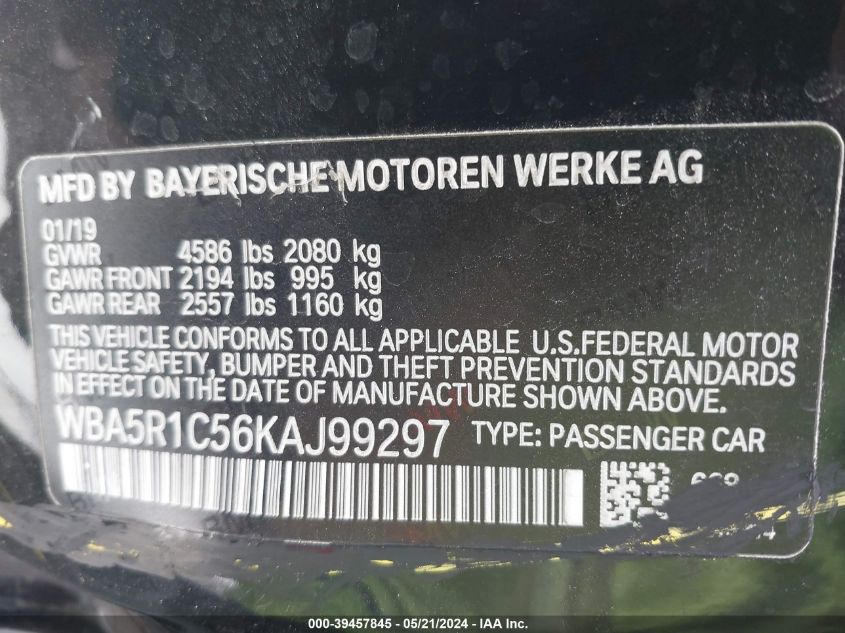 MFD BY BAYERISCHE MOTOREN WERKE AG
01/19
GVWR 4586 lbs 2080 kg
GAWR FRONT 2194 lbs 995 kg
GAWR REAR 2557 lbs 1160 kg
THIS VEHICLE CONFORMS TO ALL APPLICABLE U.S.FEDERAL MOTOR
VEHICLE SAFETY, BUMPER AND THEFT PREVENTION STANDARDS
IN EFFECT ON THE DATE OF MANUFACTURE SHOWN ABOVE.
WBA5R1C56KAJ99297 TYPE: PASSENGER CAR
000-39457845 - 05/21/2024 - IAAI, Inc.